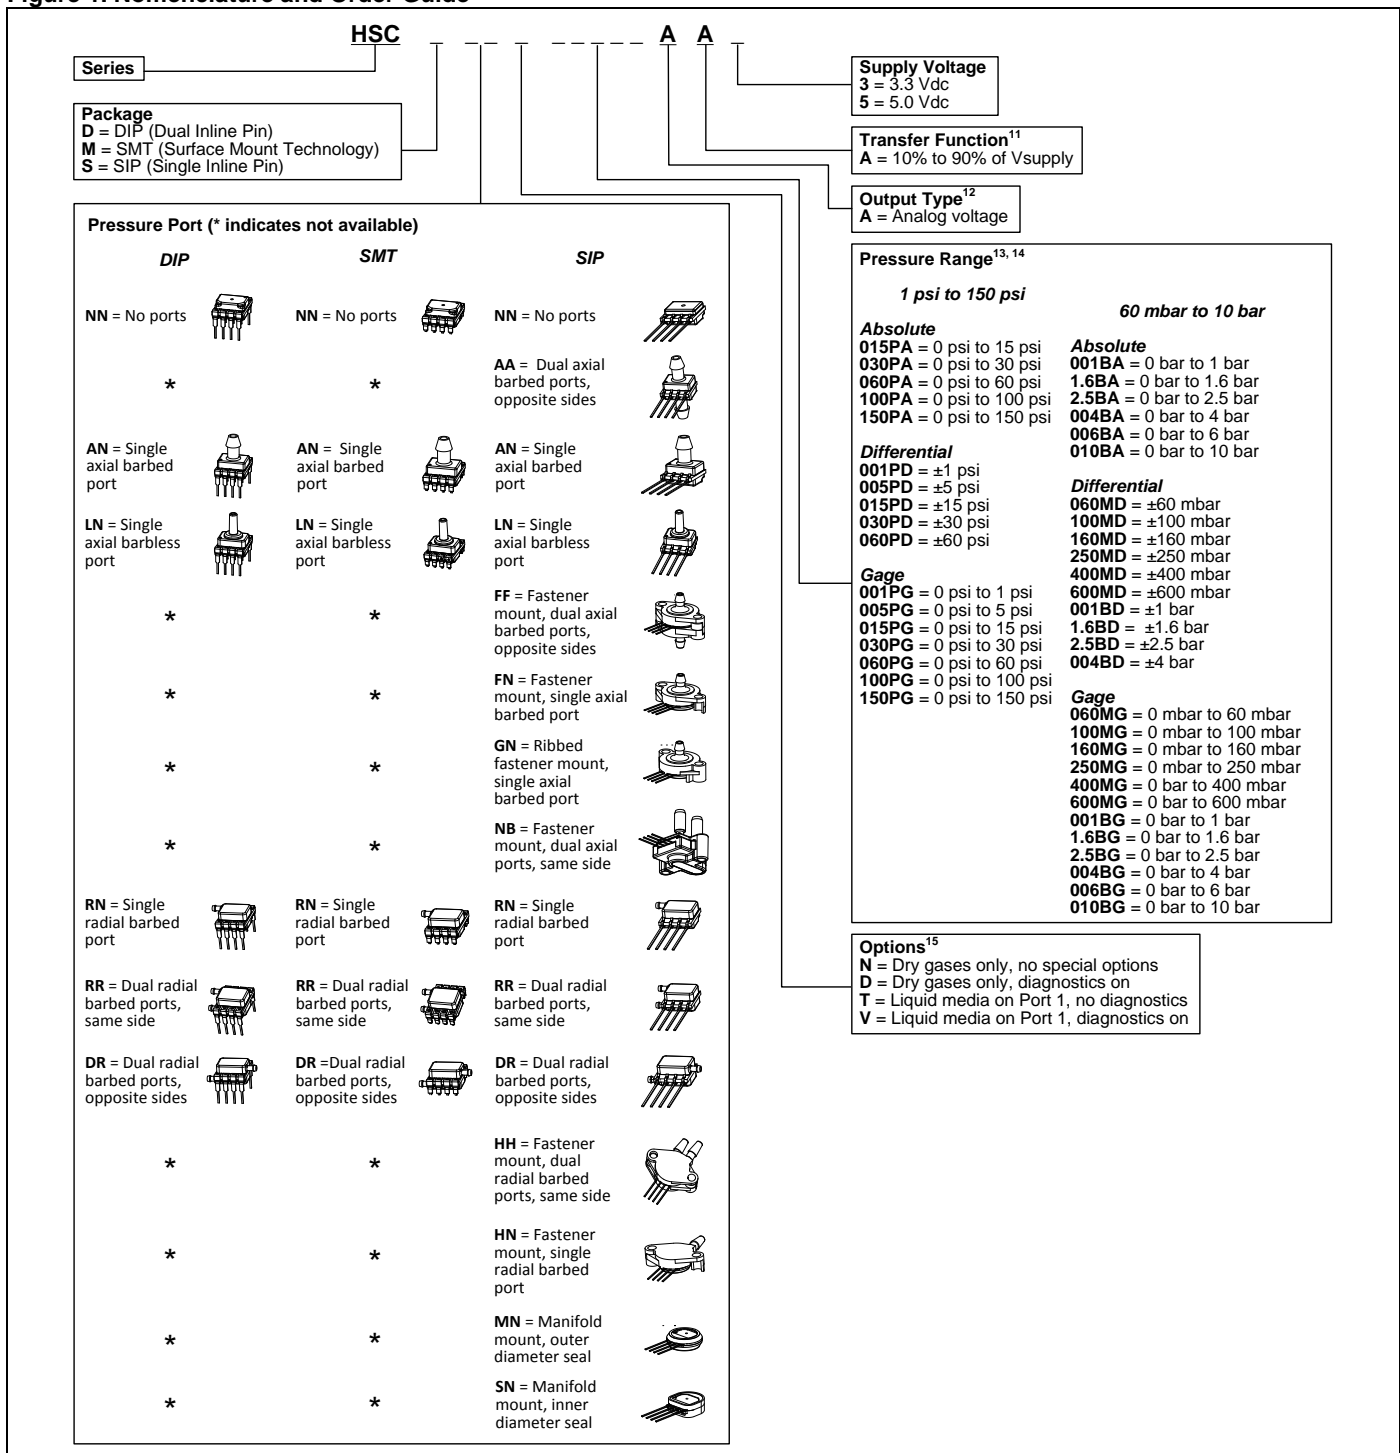 Figure 1. Nomenclature and Order Guide
HSC _ _ _ _ _ _ _ _ _ A A _
Series
Package
D = DIP (Dual Inline Pin)
M = SMT (Surface Mount Technology)
S = SIP (Single Inline Pin)
Supply Voltage
3 = 3.3 Vdc
5 = 5.0 Vdc
Transfer Function11
A = 10% to 90% of Vsupply
Output Type12
A = Analog voltage
Pressure Port (* indicates not available)
DIP
SMT
SIP
NN = No ports
NN = No ports
NN = No ports
*
*
AA = Dual axial
barbed ports,
opposite sides
AN = Single
axial barbed
port
AN = Single
axial barbed
port
AN = Single
axial barbed
port
LN = Single
axial barbless
port
LN = Single
axial barbless
port
LN = Single
axial barbless
port
*
*
FF = Fastener
mount, dual axial
barbed ports,
opposite sides
*
*
FN = Fastener
mount, single axial
barbed port
*
*
GN = Ribbed
fastener mount,
single axial
barbed port
*
*
NB = Fastener
mount, dual axial
ports, same side
RN = Single
radial barbed
port
RN = Single
radial barbed
port
RN = Single
radial barbed
port
RR = Dual radial
barbed ports,
same side
RR = Dual radial
barbed ports,
same side
RR = Dual radial
barbed ports,
same side
DR = Dual radial
barbed ports,
opposite sides
DR =Dual radial
barbed ports,
opposite sides
DR = Dual radial
barbed ports,
opposite sides
*
*
HH = Fastener
mount, dual
radial barbed
ports, same side
*
*
HN = Fastener
mount, single
radial barbed
port
*
*
MN = Manifold
mount, outer
diameter seal
*
*
SN = Manifold
mount, inner
diameter seal
Pressure Range13, 14
1 psi to 150 psi
Absolute
015PA = 0 psi to 15 psi
030PA = 0 psi to 30 psi
060PA = 0 psi to 60 psi
100PA = 0 psi to 100 psi
150PA = 0 psi to 150 psi
Differential
001PD = ±1 psi
005PD = ±5 psi
015PD = ±15 psi
030PD = ±30 psi
060PD = ±60 psi
Gage
001PG = 0 psi to 1 psi
005PG = 0 psi to 5 psi
015PG = 0 psi to 15 psi
030PG = 0 psi to 30 psi
060PG = 0 psi to 60 psi
100PG = 0 psi to 100 psi
150PG = 0 psi to 150 psi
60 mbar to 10 bar
Absolute
001BA = 0 bar to 1 bar
1.6BA = 0 bar to 1.6 bar
2.5BA = 0 bar to 2.5 bar
004BA = 0 bar to 4 bar
006BA = 0 bar to 6 bar
010BA = 0 bar to 10 bar
Differential
060MD = ±60 mbar
100MD = ±100 mbar
160MD = ±160 mbar
250MD = ±250 mbar
400MD = ±400 mbar
600MD = ±600 mbar
001BD = ±1 bar
1.6BD = ±1.6 bar
2.5BD = ±2.5 bar
004BD = ±4 bar
Gage
060MG = 0 mbar to 60 mbar
100MG = 0 mbar to 100 mbar
160MG = 0 mbar to 160 mbar
250MG = 0 mbar to 250 mbar
400MG = 0 bar to 400 mbar
600MG = 0 bar to 600 mbar
001BG = 0 bar to 1 bar
1.6BG = 0 bar to 1.6 bar
2.5BG = 0 bar to 2.5 bar
004BG = 0 bar to 4 bar
006BG = 0 bar to 6 bar
010BG = 0 bar to 10 bar
Options15
N = Dry gases only, no special options
D = Dry gases only, diagnostics on
T = Liquid media on Port 1, no diagnostics
V = Liquid media on Port 1, diagnostics on